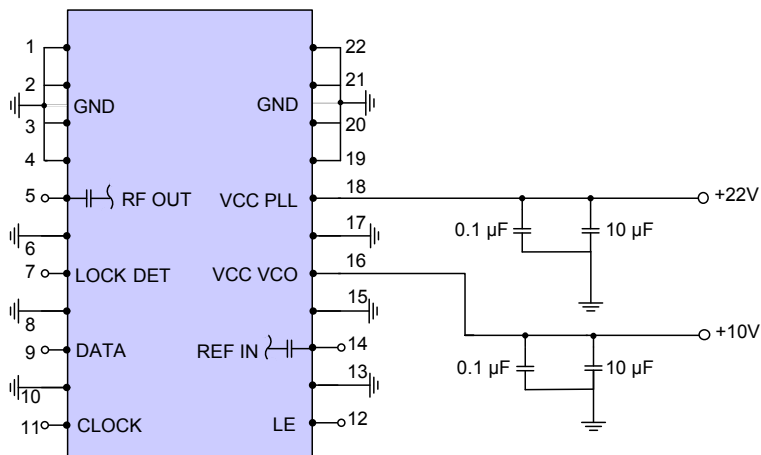 1
2
GND
3
4
5
RF OUT
6
7
LOCK DET
8
9
DATA
10
11
CLOCK
22
21
GND
20
19
18
VCC PLL
+22V
17
0.1 µF
10 µF
16
VCC VCO
15
+10V
REF IN
14
0.1 µF
10 µF
13
LE
12